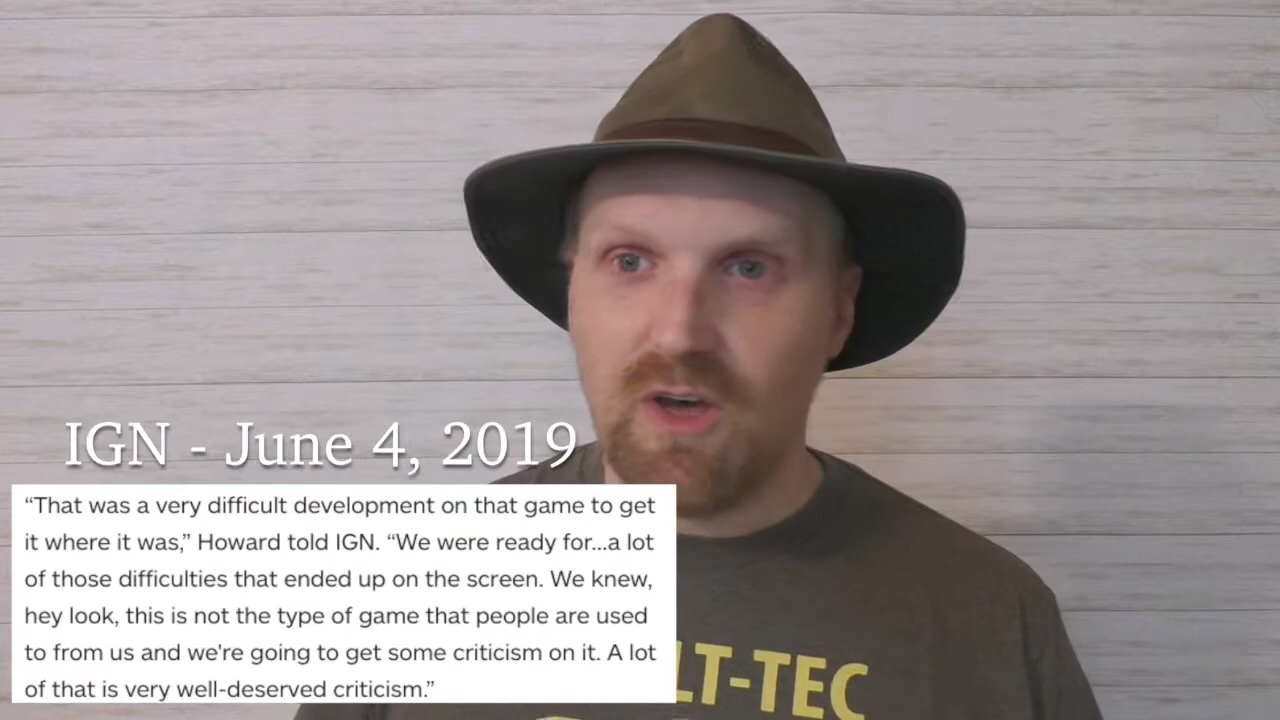 IGN - June 4, 2019
“That was a very difficult development on that game to get
it where it was,” Howard told IGN. “We were ready for...a lot
of those difficulties that ended up on the screen. We knew,
hey look, this is not the type of game that people are used
to from us and we're going to get some criticism on it. A lot
of that is very well-deserved criticism.”
LT-TEC